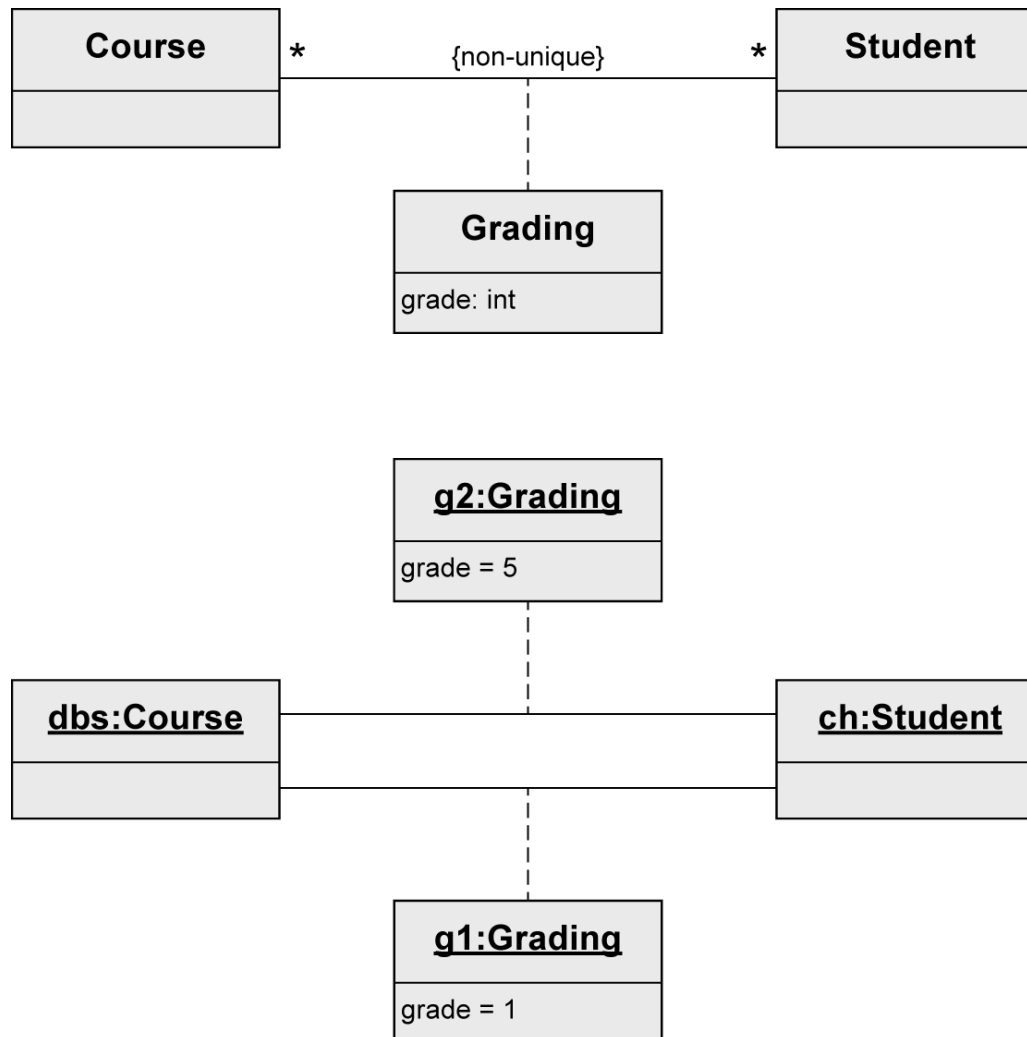 Course * {non-unique} * Student
Grading
grade: int
g2:Grading
grade = 5
dbs:Course ch:Student
g1:Grading
grade = 1